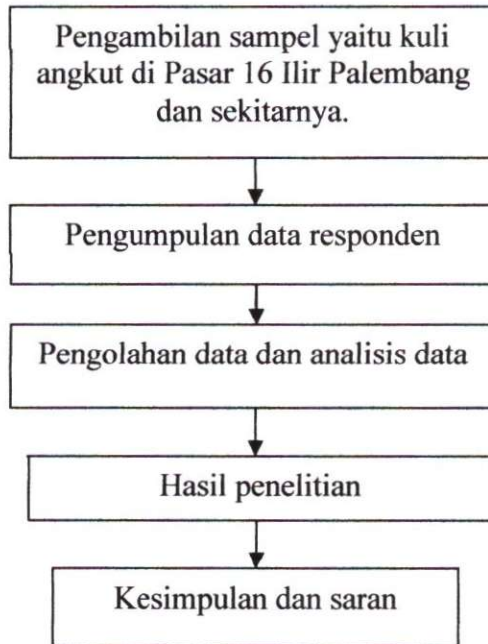 Pengambilan sampel yaitu kuli
angkut di Pasar 16 Ilir Palembang
dan sekitarnya.
Pengumpulan data responden
Pengolahan data dan analisis data
Hasil penelitian
Kesimpulan dan saran